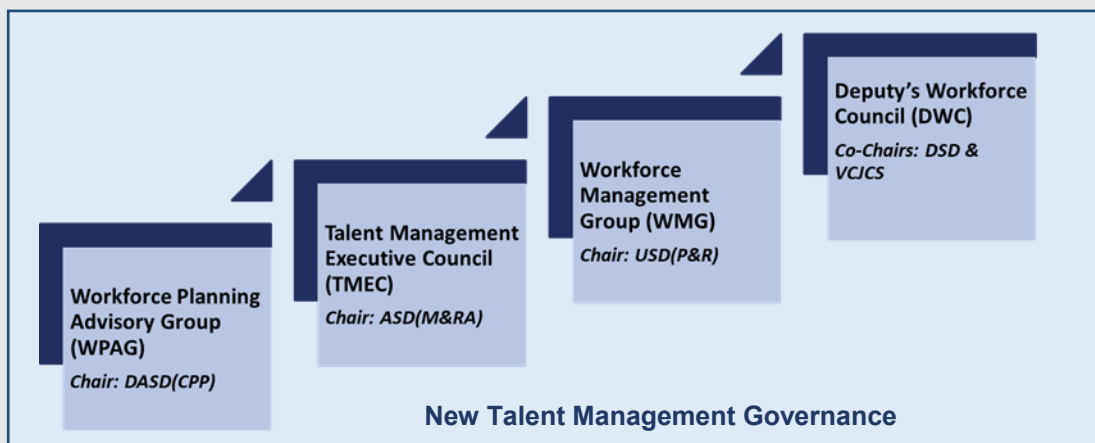 Workforce Planning
Advisory Group
(WPAG)
Chair: DASD(CPP)
Talent Management
Executive Council
(TMEC)
Chair: ASD(M&RA)
Workforce
Management
Group (WMG)
Chair: USD(P&R)
Deputy’s Workforce
Council (DWC)
Co-Chairs: DSD &
VCJCS
New Talent Management Governance